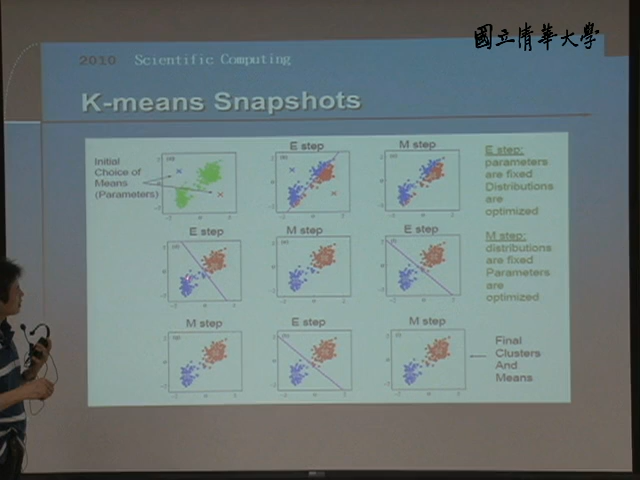 國立清華大學
2010 Scientific Computing
K-means Snapshots
Initial
Choice of
Means
(Parameters)
E step
M step
E step:
parameters
are fixed
Distributions
are
optimized
E step
M step
E step
M step:
distributions
are fixed
Parameters
are
optimized
M step
E step
M step
Final
Clusters
And
Means